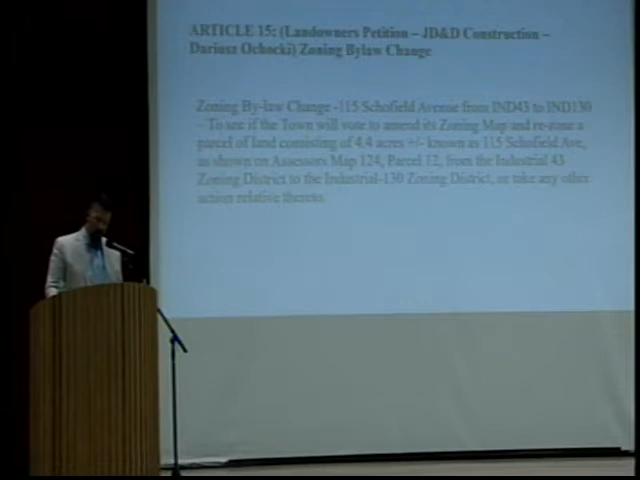 ARTICLE 15: (Landowners Petition – JD&D Construction –
Dariusz Ochocki) Zoning Bylaw Change
Zoning By-law Change -115 Schofield Avenue from IND43 to IND130
– To see if the Town will vote to amend its Zoning Map and re-zone a
parcel of land consisting of 4.4 acres +/- known as 115 Schofield Ave,
as shown on Assessors Map 124, Parcel 12, from the Industrial 43
Zoning District to the Industrial-130 Zoning District, or take any other
action relative thereto.